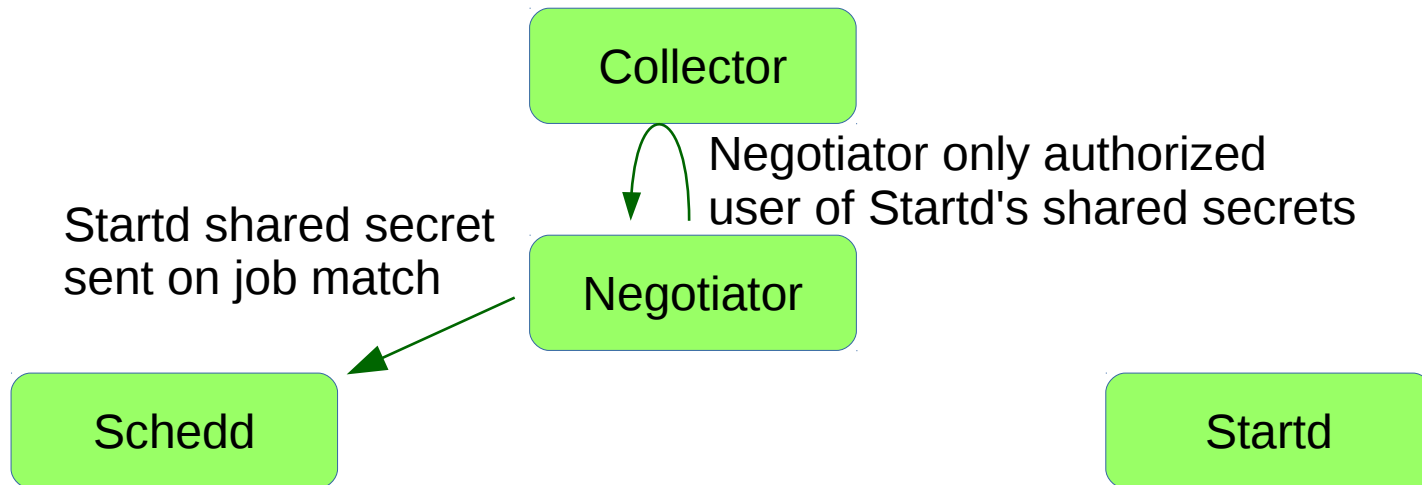 Collector
Negotiator only authorized
user of Startd's shared secrets
Startd shared secret
sent on job match
Negotiator
Schedd
Startd